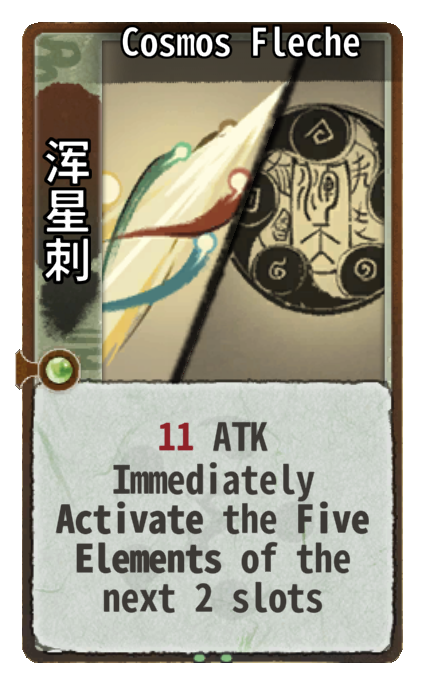 Cosmos Fleche
浑星刺
11 ATK
Immediately
Activate the Five
Elements of the
next 2 slots